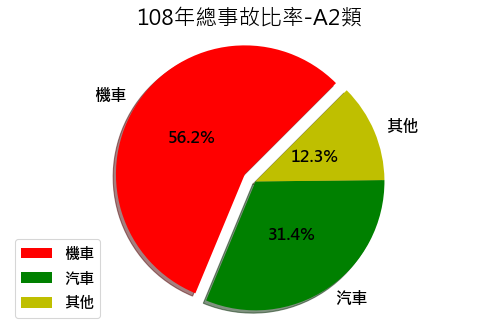 108年總事故比率-A2類
機車
56.2%
其他
12.3%
31.4%
汽車
機車
汽車
其他